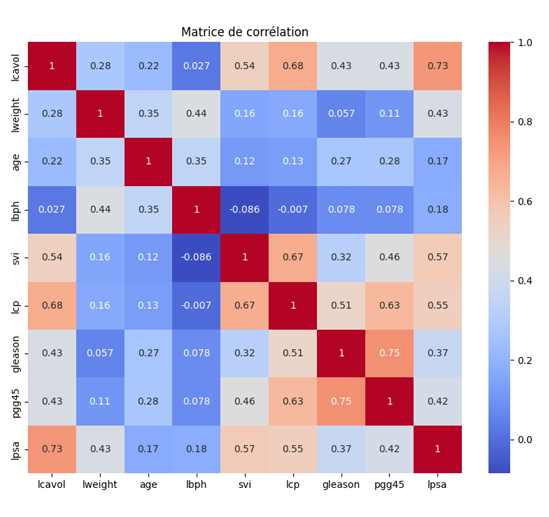 Matrice de corrélation
lcavol 1 0.28 0.22 0.027 0.54 0.68 0.43 0.43 0.73
lweight 0.28 1 0.35 0.44 0.16 0.16 0.057 0.11 0.43
age 0.22 0.35 1 0.35 0.12 0.13 0.27 0.28 0.17
lbph 0.027 0.44 0.35 1 -0.086 -0.007 0.078 0.078 0.18
svi 0.54 0.16 0.12 -0.086 1 0.67 0.32 0.46 0.57
lcp 0.68 0.16 0.13 -0.007 0.67 1 0.51 0.63 0.55
gleason 0.43 0.057 0.27 0.078 0.32 0.51 1 0.75 0.37
pgg45 0.43 0.11 0.28 0.078 0.46 0.63 0.75 1 0.42
lpsa 0.73 0.43 0.17 0.18 0.57 0.55 0.37 0.42 1
lcavol lweight age lbph svi lcp gleason pgg45 lpsa
1.0
0.8
0.6
0.4
0.2
0.0